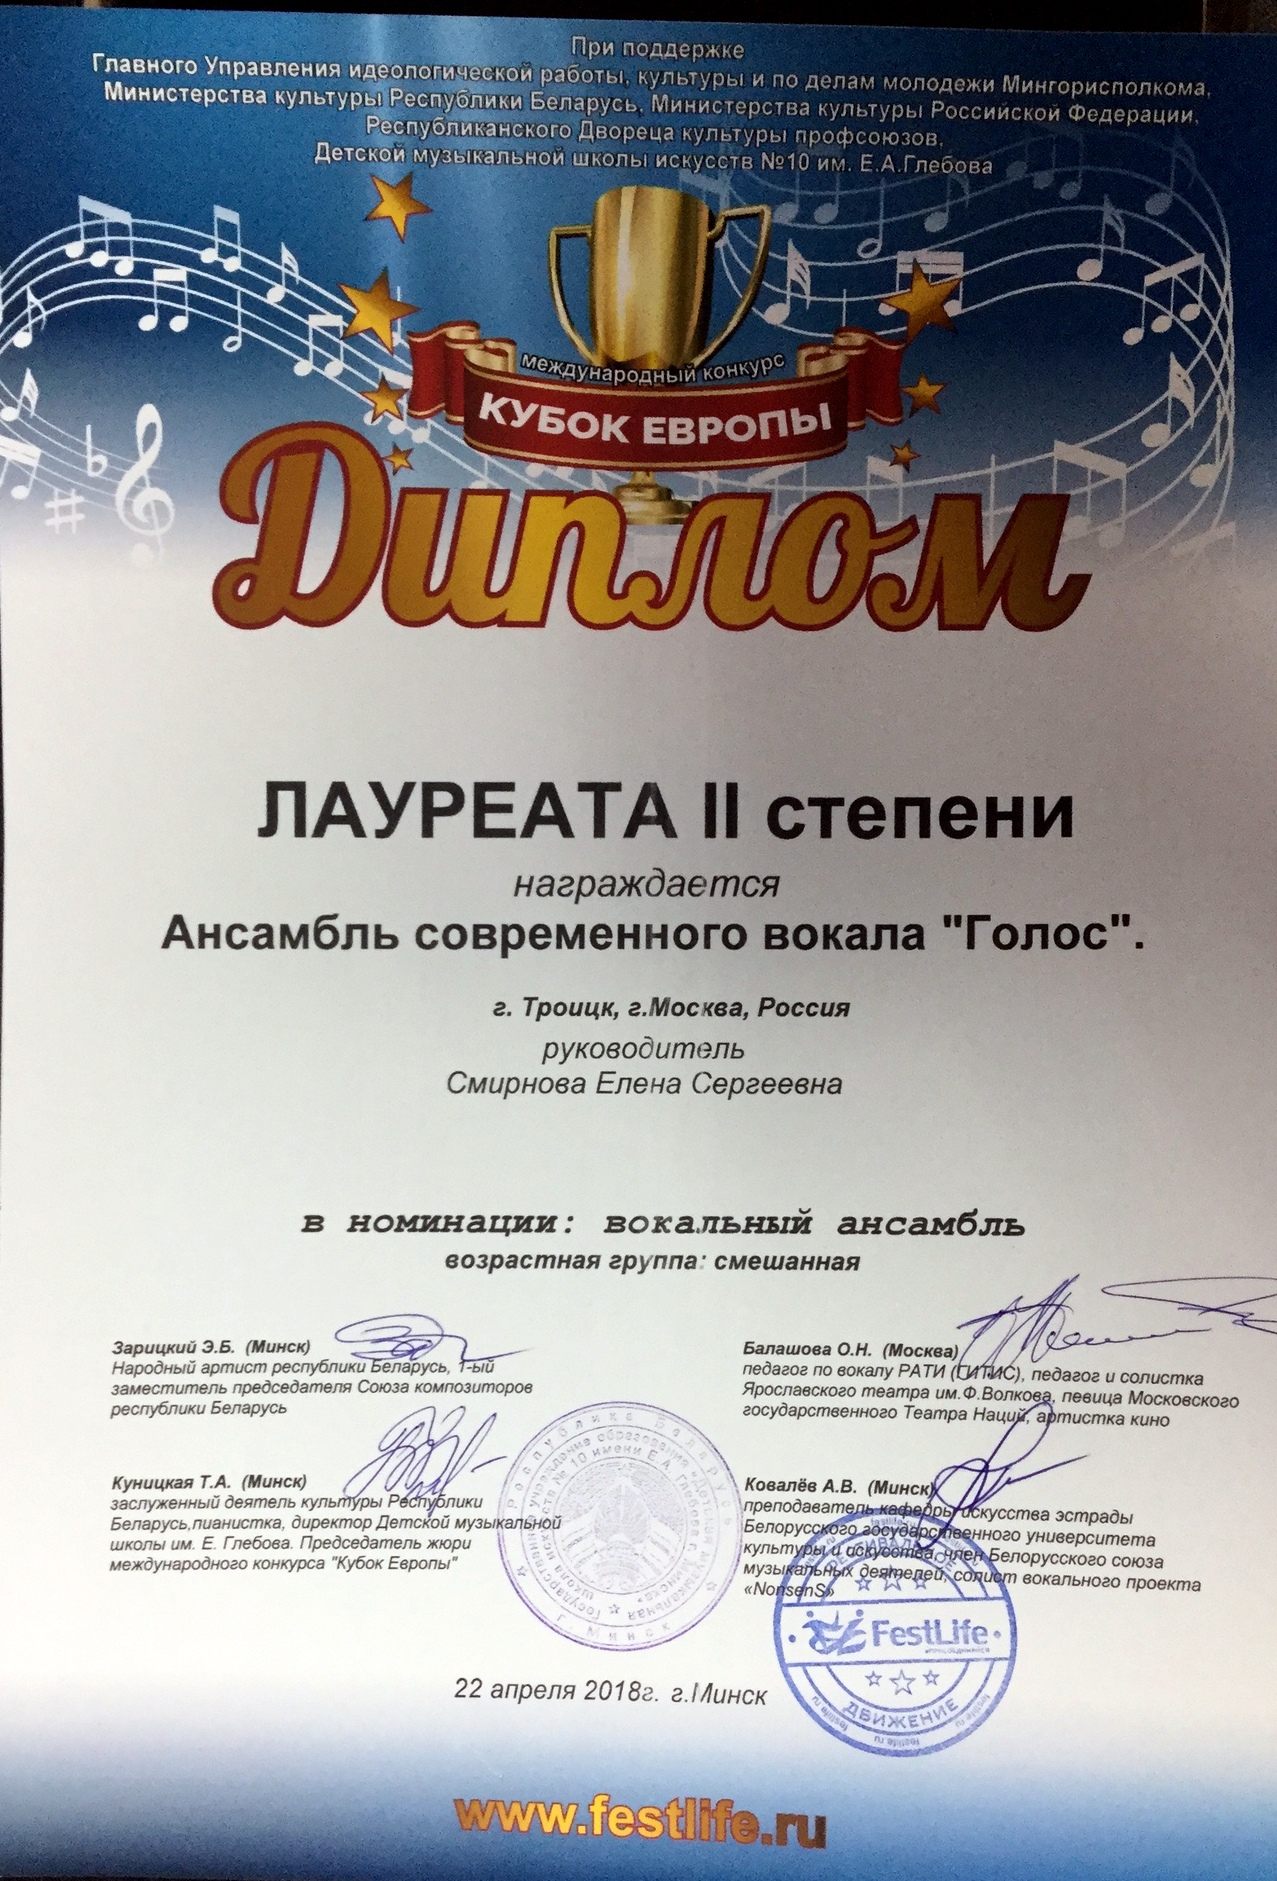 При поддержке
Главного Управления идеологической работы, культуры и по делам молодежи Мингорисполкома,
Министерства культуры Республики Беларусь, Министерства культуры Российской Федерации,
Республиканского Двореца культуры профсоюзов,
Детской музыкальной школы искусств №10 им. Е.А.Глебова
международный конкурс
КУБОК ЕВРОПЫ
Диплом
ЛАУРЕАТА II степени
награждается
Ансамбль современного вокала "Голос".
г. Троицк, г.Москва, Россия
руководитель
Смирнова Елена Сергеевна
в номинации: вокальный ансамбль
возрастная группа: смешанная
Зарицкий Э.Б. (Минск)
Народный артист республики Беларусь, 1-ый
заместитель председателя Союза композиторов
республики Беларусь
Куницкая Т.А. (Минск)
заслуженный деятель культуры Республики
Беларусь,пианистка, директор Детской музыкальной
школы им. Е. Глебова. Председатель жюри
международного конкурса "Кубок Европы"
Балашова О.Н. (Москва)
педагог по вокалу РАТИ (ГИТИС), педагог и солистка
Ярославского театра им.Ф.Волкова, певица Московского
государственного Театра Наций, артистка кино
Ковалёв А.В. (Минск)
преподаватель кафедры искусства эстрады
Белорусского государственного университета
культуры и искусства, член Белорусского союза
музыкальных деятелей, солист вокального проекта
«NonsenS»
Республика Беларусь
г. Минск
FestLife
ДВИЖЕНИЕ
festlife.ru
22 апреля 2018г. г.Минск
www.festlife.ru